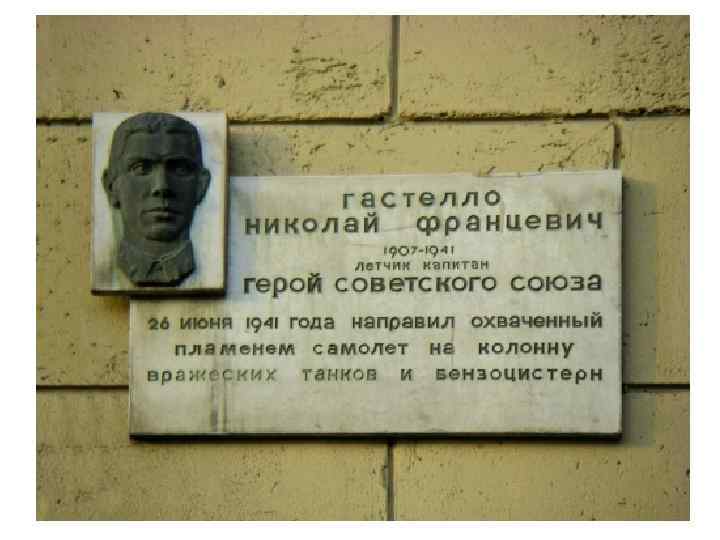 гастелло
николай францевич
1907-1941
летчик капитан
герой советского союза
26 июня 1941 года направил охваченный
пламенем самолет на колонну
вражеских танков и бензоцистерн